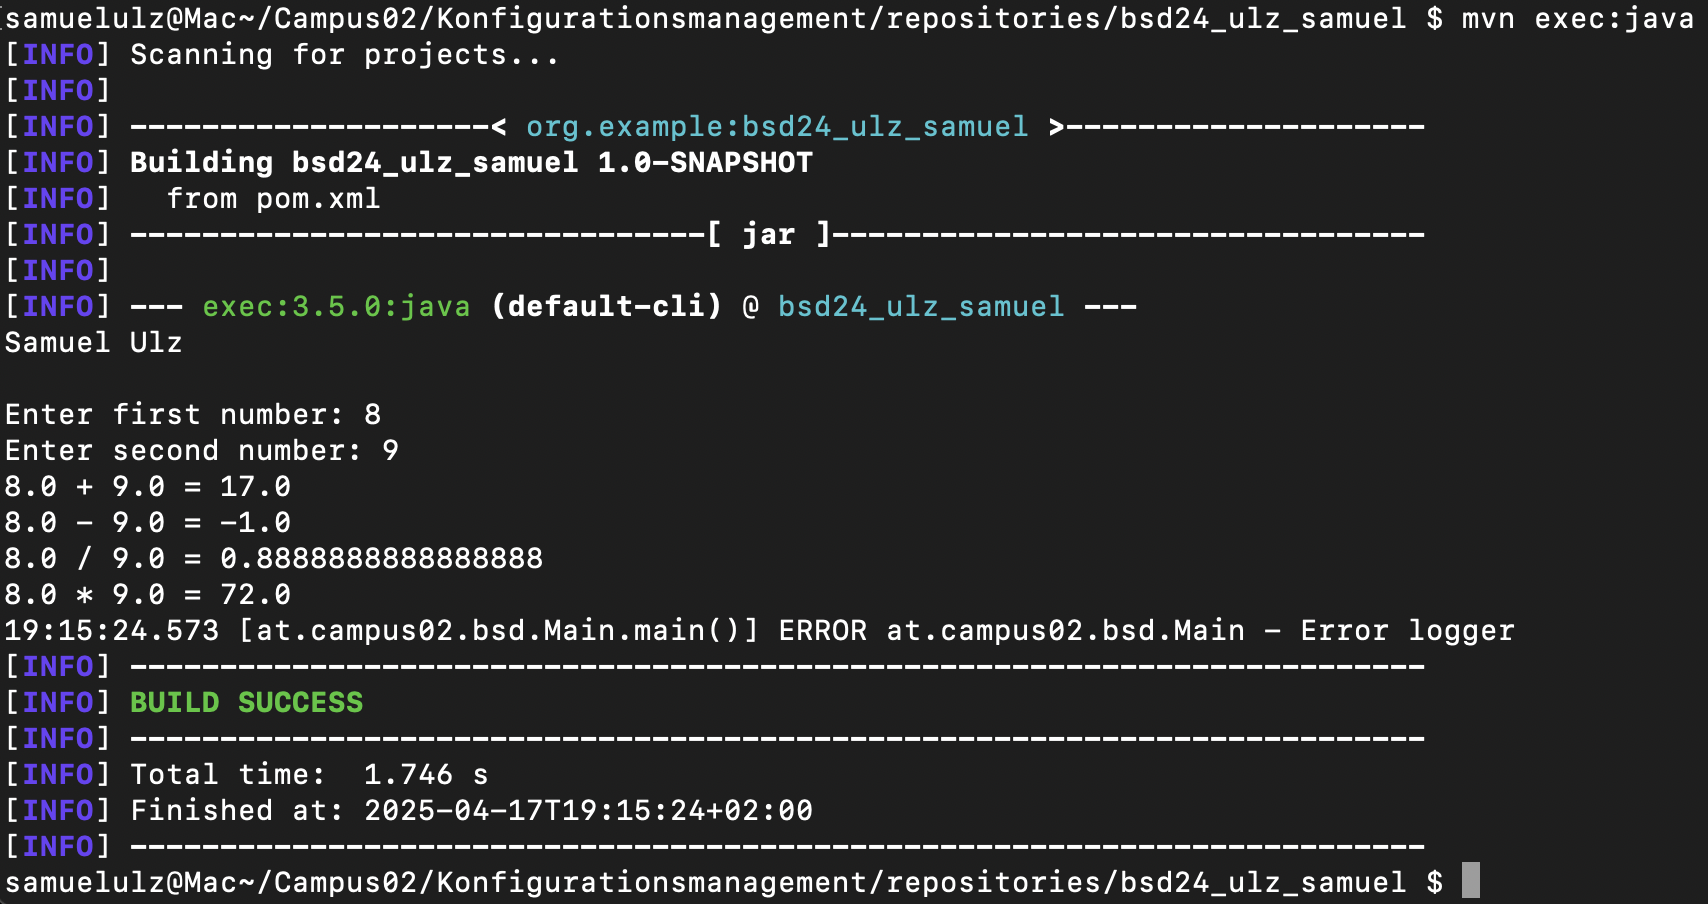 samuelulz@Mac~/Campus02/Konfigurationsmanagement/repositories/bsd24_ulz_samuel $ mvn exec:java
[INFO] Scanning for projects...
[INFO]
[INFO] --------------------< org.example:bsd24_ulz_samuel >--------------------
[INFO] Building bsd24_ulz_samuel 1.0-SNAPSHOT
[INFO]   from pom.xml
[INFO] --------------------------------[ jar ]---------------------------------
[INFO]
[INFO] --- exec:3.5.0:java (default-cli) @ bsd24_ulz_samuel ---
Samuel Ulz

Enter first number: 8
Enter second number: 9
8.0 + 9.0 = 17.0
8.0 - 9.0 = -1.0
8.0 / 9.0 = 0.8888888888888888
8.0 * 9.0 = 72.0
19:15:24.573 [at.campus02.bsd.Main.main()] ERROR at.campus02.bsd.Main - Error logger
[INFO] ------------------------------------------------------------------------
[INFO] BUILD SUCCESS
[INFO] ------------------------------------------------------------------------
[INFO] Total time:  1.746 s
[INFO] Finished at: 2025-04-17T19:15:24+02:00
[INFO] ------------------------------------------------------------------------
samuelulz@Mac~/Campus02/Konfigurationsmanagement/repositories/bsd24_ulz_samuel $